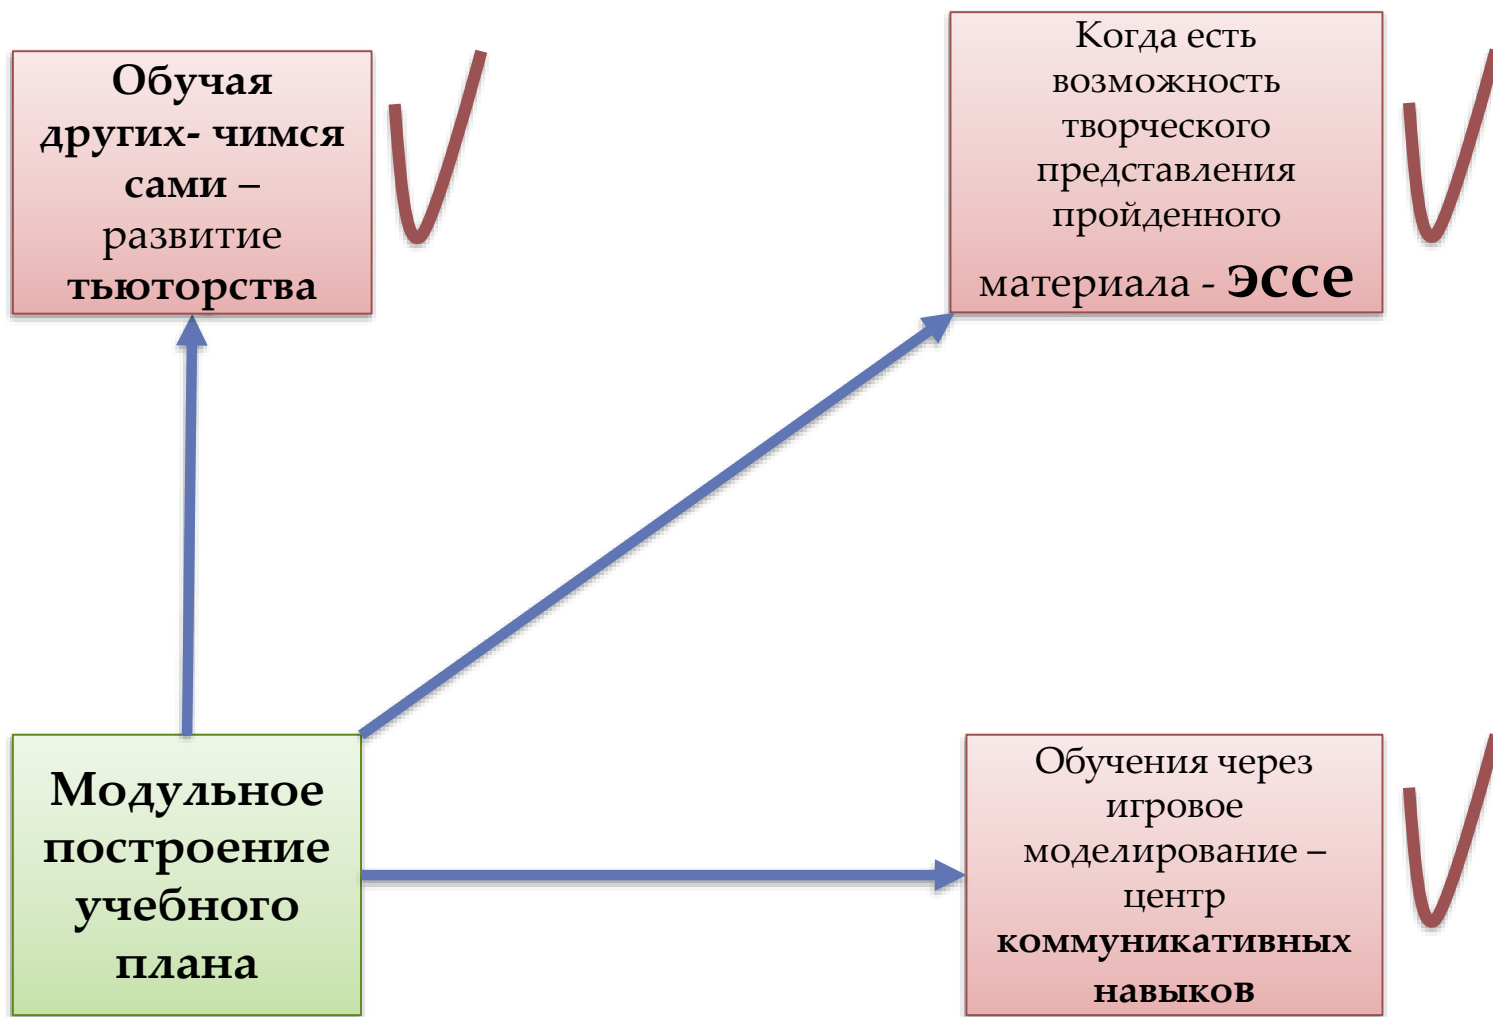 Обучая
других- чимся
сами –
развитие
тьюторства
Когда есть
возможность
творческого
представления
пройденного
материала - эссе
Модульное
построение
учебного
плана
Обучения через
игровое
моделирование –
центр
коммуникативных
навыков